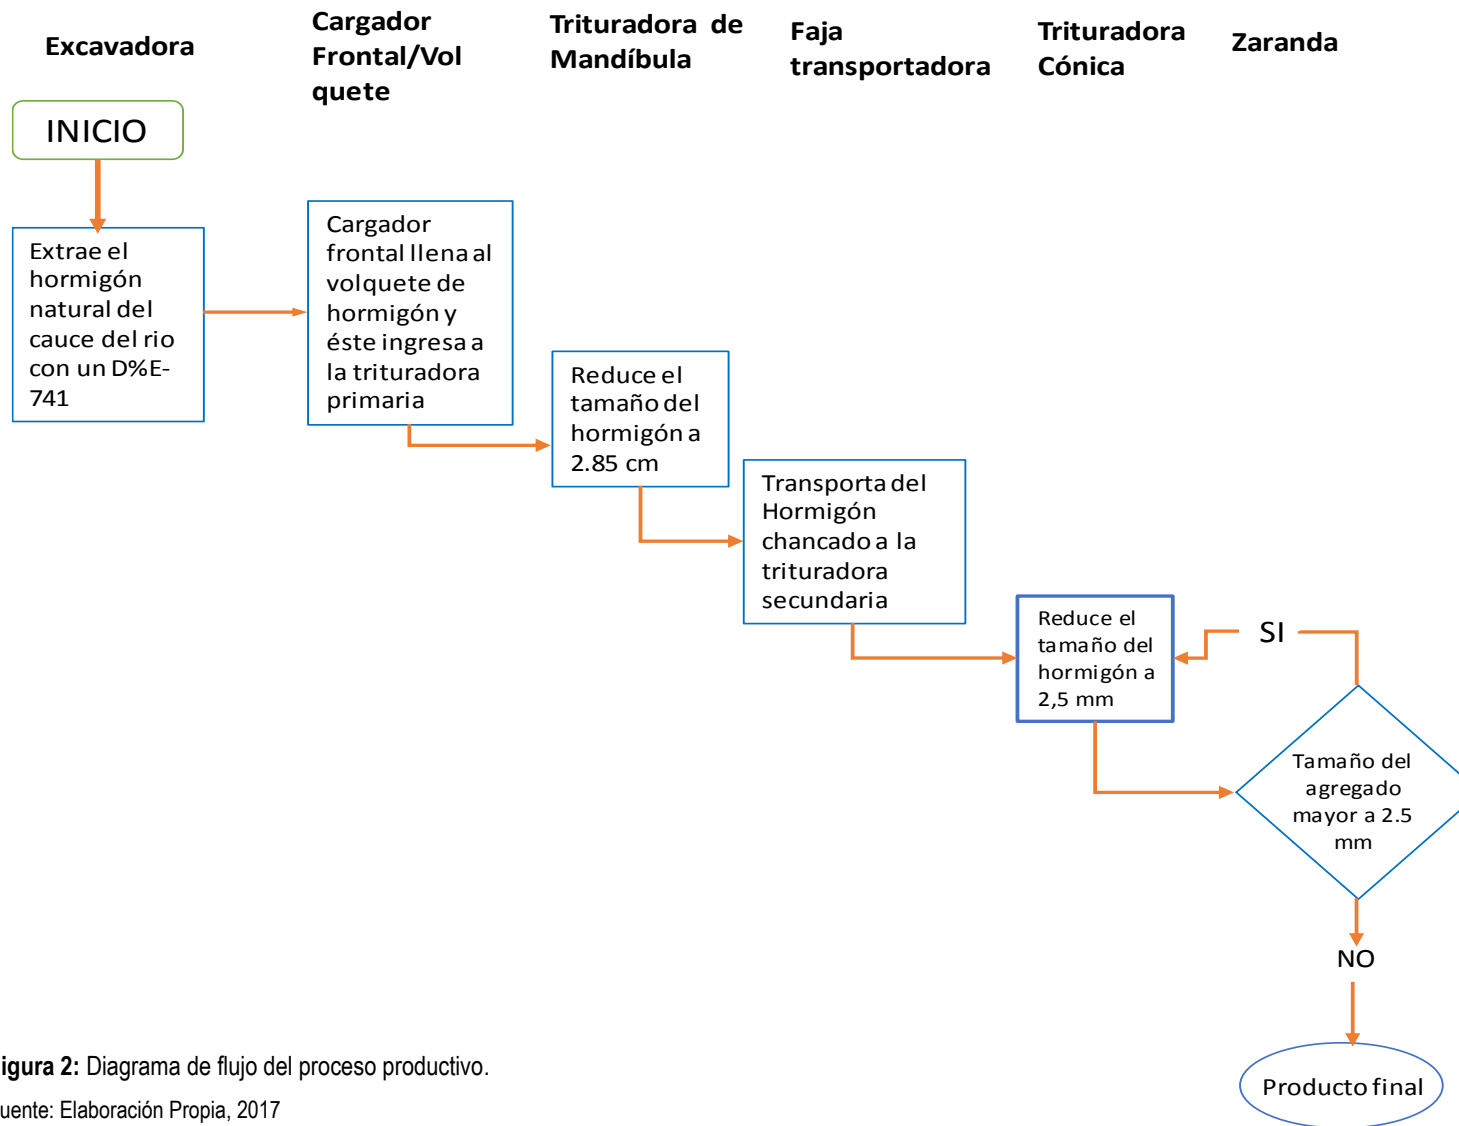 Excavadora
Cargador
Frontal/Vol
quete
Trituradora de
Mandíbula
Faja
transportadora
Trituradora
Cónica
Zaranda
INICIO
Extrae el
hormigón
natural del
cauce del rio
con un D%E-
741
Cargador
frontal llena al
volquete de
hormigón y
éste ingresa a
la trituradora
primaria
Reduce el
tamaño del
hormigón a
2.85 cm
Transporta del
Hormigón
chancado a la
trituradora
secundaria
Reduce el
tamaño del
hormigón a
2,5 mm
SI
Tamaño del
agregado
mayor a 2.5
mm
NO
Producto final
igura 2: Diagrama de flujo del proceso productivo.
uente: Elaboración Propia, 2017